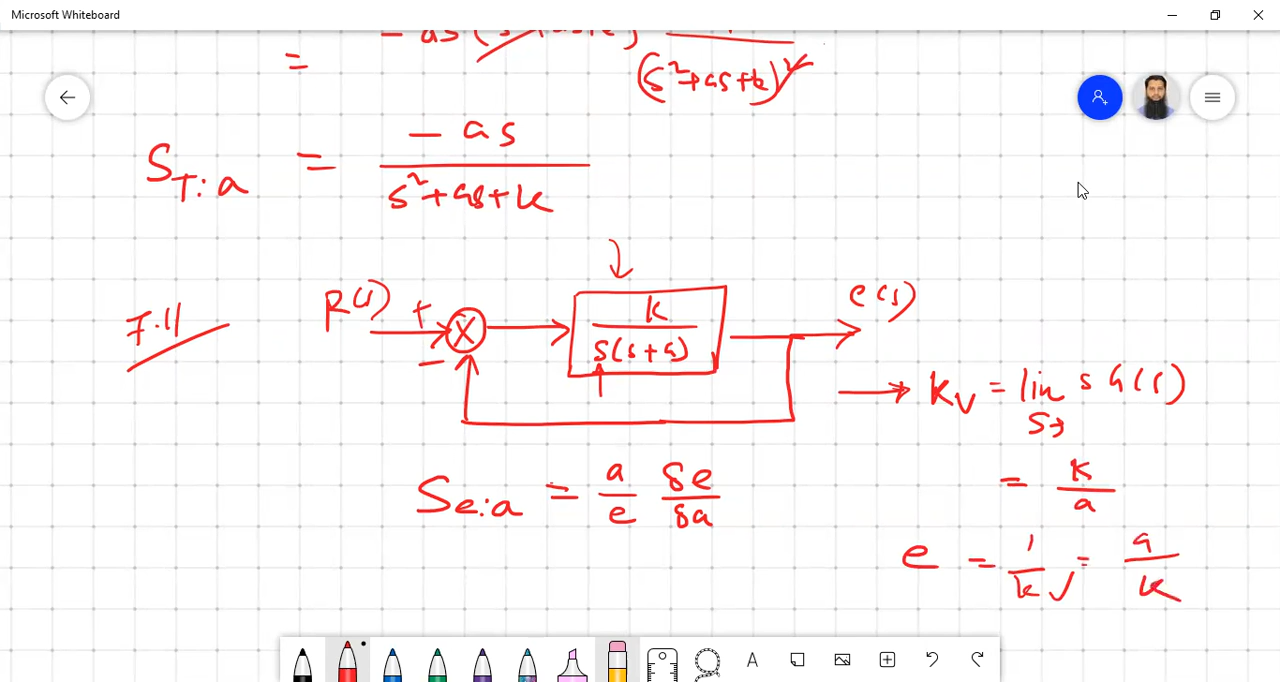 Microsoft Whiteboard
=
(s²+as+k)²
S_T:a = - as / s²+as+k
7.11
R(s) + - X k / s(s+a) c(s)
→ K_V = lim s G(s)
s→
= K / a
S_e:a = a/e δe/δa
e = 1/k_v = a/k
A